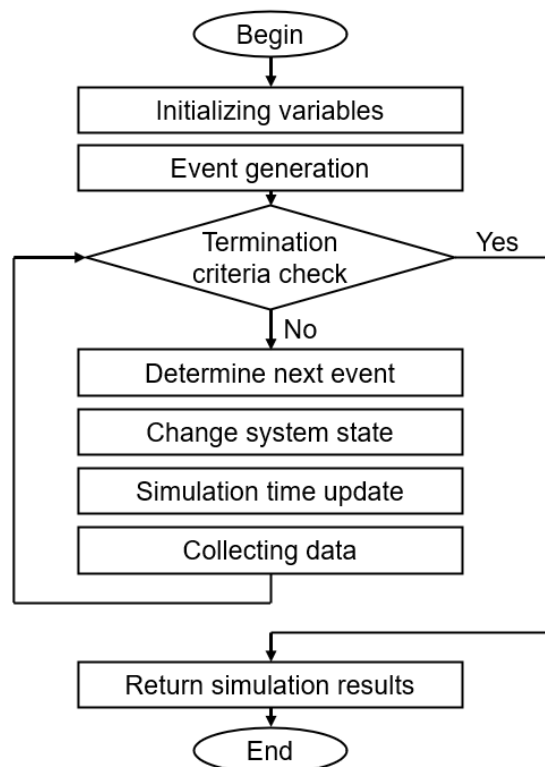 Begin
Initializing variables
Event generation
Termination
criteria check
Yes
No
Determine next event
Change system state
Simulation time update
Collecting data
Return simulation results
End